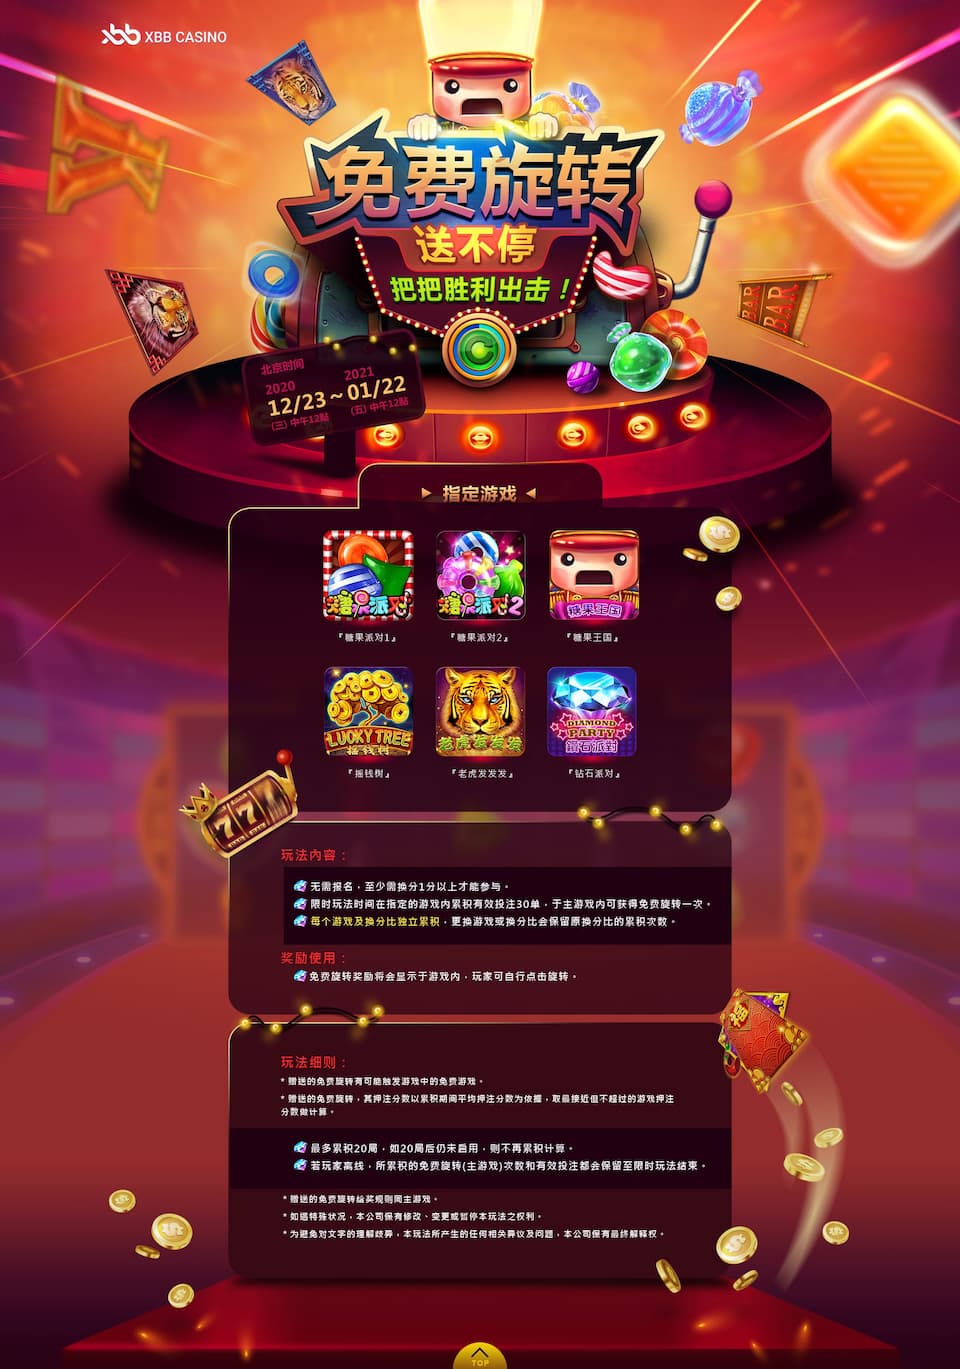 XBB XBB CASINO
免费旋转
送不停
把把胜利出击！
BAR BAR
北京时间
2020 2021
12/23～01/22
(三) 中午12點 (五) 中午12點
指定游戏
糖果派对 糖果派对2 糖果王国
『糖果派对1』 『糖果派对2』 『糖果王国』
LUCKY TREE 摇钱树 老虎发发发 DIAMOND PARTY 鑽石派對
『摇钱树』 『老虎发发发』 『钻石派对』
777
玩法内容：
无需报名，至少需换分1分以上才能参与。
限时玩法时间在指定的游戏内累积有效投注30单，于主游戏内可获得免费旋转一次。
每个游戏及换分比独立累积，更换游戏或换分比会保留原换分比的累积次数。
奖励使用：
免费旋转奖励将会显示于游戏内，玩家可自行点击旋转。
福
玩法细则：
* 赠送的免费旋转有可能触发游戏中的免费游戏。
* 赠送的免费旋转，其押注分数以累积期间平均押注分数为依据，取最接近但不超过的游戏押注
分数做计算。
最多累积20局，如20局后仍未启用，则不再累积计算。
若玩家离线，所累积的免费旋转(主游戏)次数和有效投注都会保留至限时玩法结束。
* 赠送的免费旋转给奖规则同主游戏。
* 如遇特殊状况，本公司保有修改、变更或暂停本玩法之权利。
* 为避免对文字的理解歧异，本玩法所产生的任何相关异议及问题，本公司保有最终解释权。
TOP